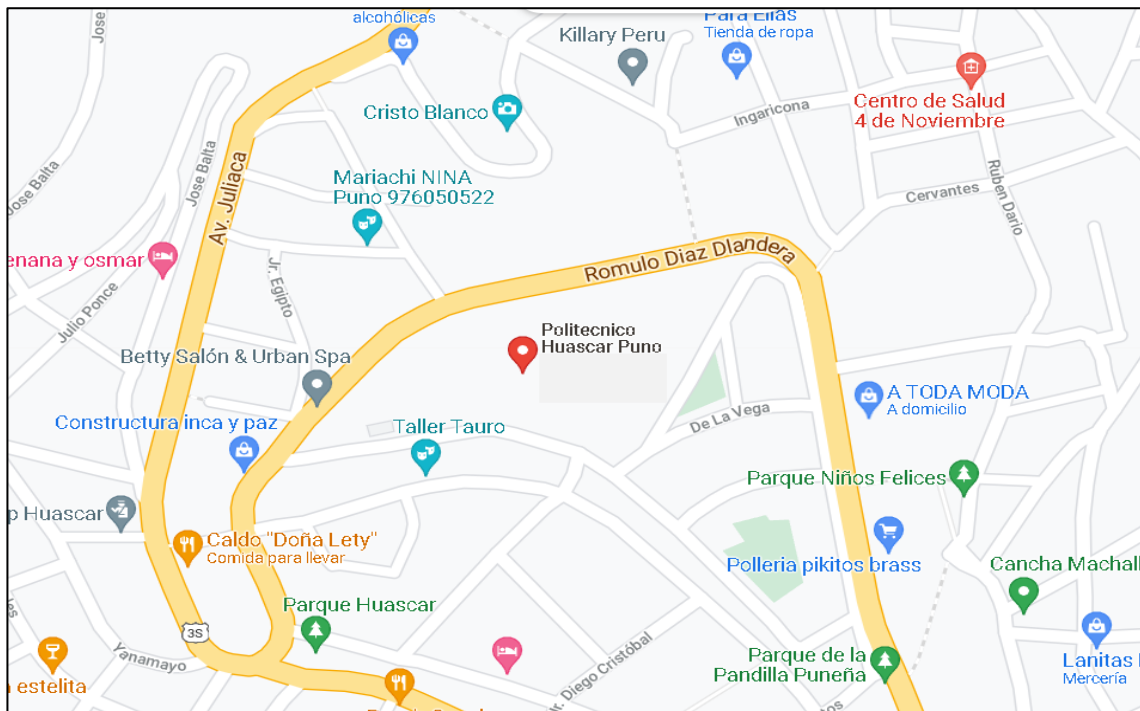 alcohólicas
Killary Peru
Para Elias
Tienda de ropa
Jose
Centro de Salud
4 de Noviembre
Ingaricona
Cristo Blanco
Jose Balta
Jose Balta
Mariachi NINA
Puno 976050522
Cervantes
Ruben Dario
Av. Juliaca
enana y osmar
Romulo Diaz Dlandera
Jr. Egipto
Julio Ponce
Politecnico
Huascar Puno
Betty Salón & Urban Spa
A TODA MODA
A domicilio
De La Vega
Constructura inca y paz
Taller Tauro
Parque Niños Felices
p Huascar
Caldo "Doña Lety"
Comida para llevar
Polleria pikitos brass
Cancha Machall
Parque Huascar
3S
Yanamayo
Jr. Diego Cristóbal
Parque de la
Pandilla Puneña
Lanitas
Mercería
estelita